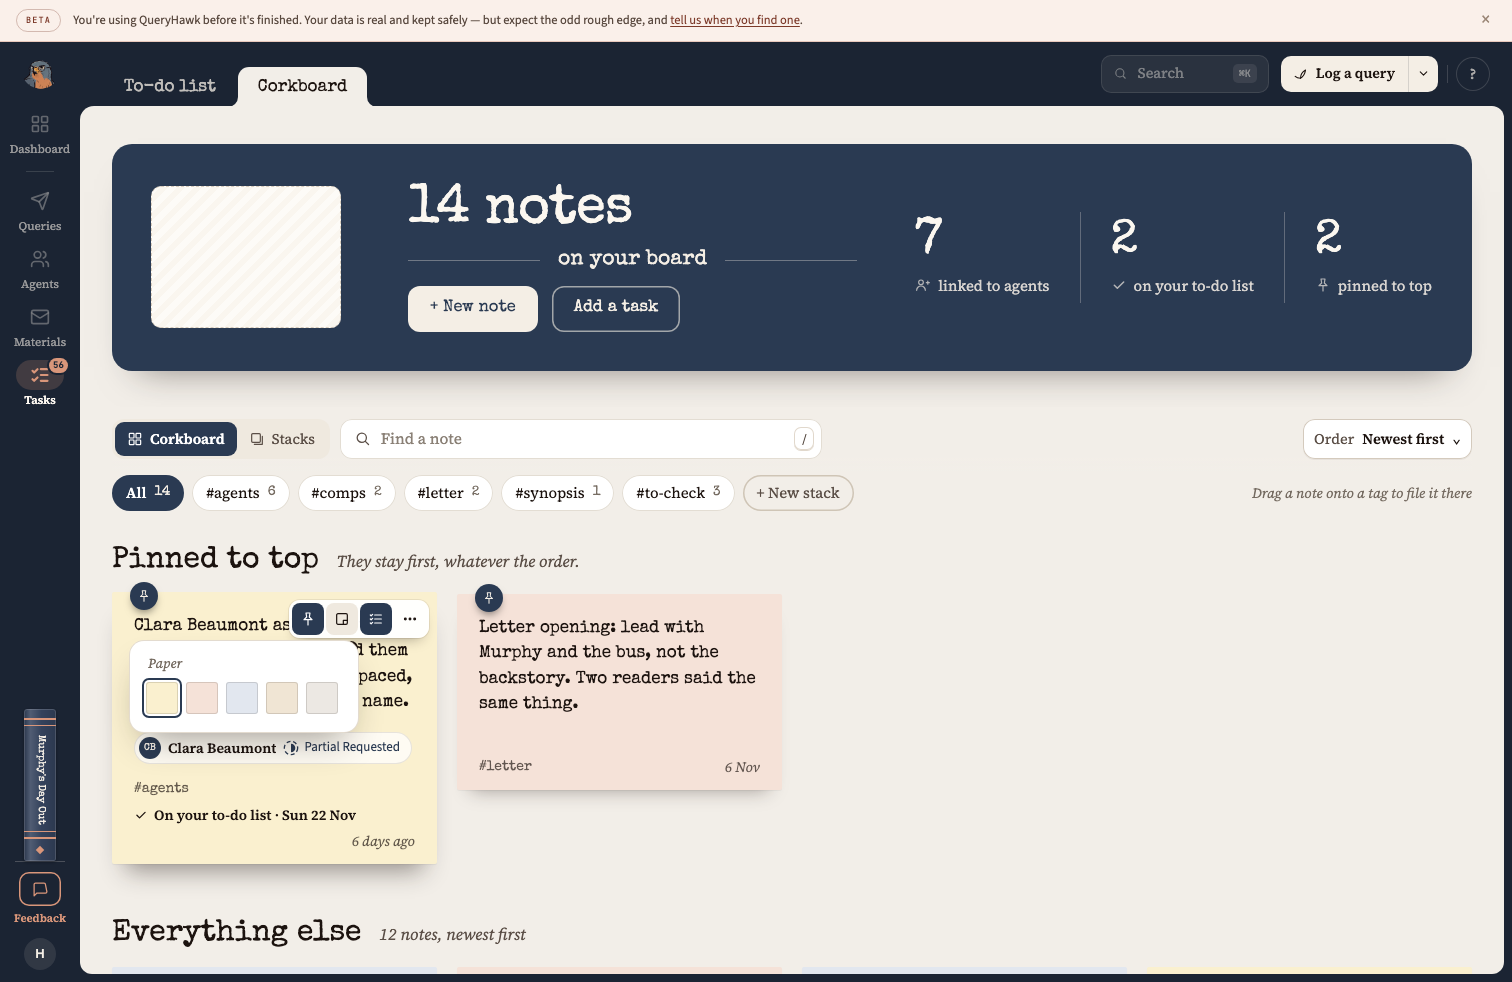 BETA
You're using QueryHawk before it's finished. Your data is real and kept safely — but expect the odd rough edge, and tell us when you find one.
×
To-do list
Corkboard
Search
⌘K
Log a query
?
Dashboard
Queries
Agents
Materials
56
Tasks
Murphy's Day Out
Feedback
H
14 notes
on your board
+ New note
Add a task
7
linked to agents
2
on your to-do list
2
pinned to top
Corkboard
Stacks
Find a note
/
Order Newest first
All 14
#agents 6
#comps 2
#letter 2
#synopsis 1
#to-check 3
+ New stack
Drag a note onto a tag to file it there
Pinned to top
They stay first, whatever the order.
Clara Beaumont as
d them
paced,
name.
Paper
CB
Clara Beaumont
Partial Requested
#agents
On your to-do list · Sun 22 Nov
6 days ago
Letter opening: lead with
Murphy and the bus, not the
backstory. Two readers said the
same thing.
#letter
6 Nov
Everything else
12 notes, newest first